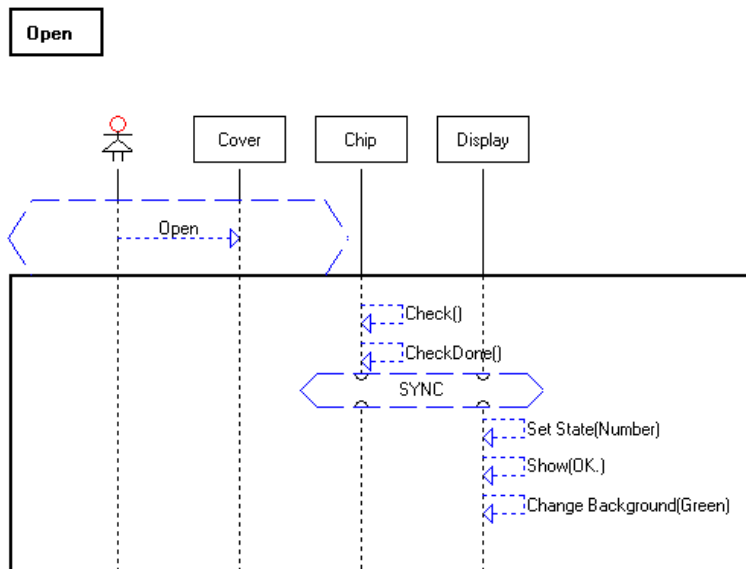 Open
Cover
Chip
Display
Open
Check()
CheckDone()
SYNC
Set State(Number)
Show(OK.)
Change Background(Green)